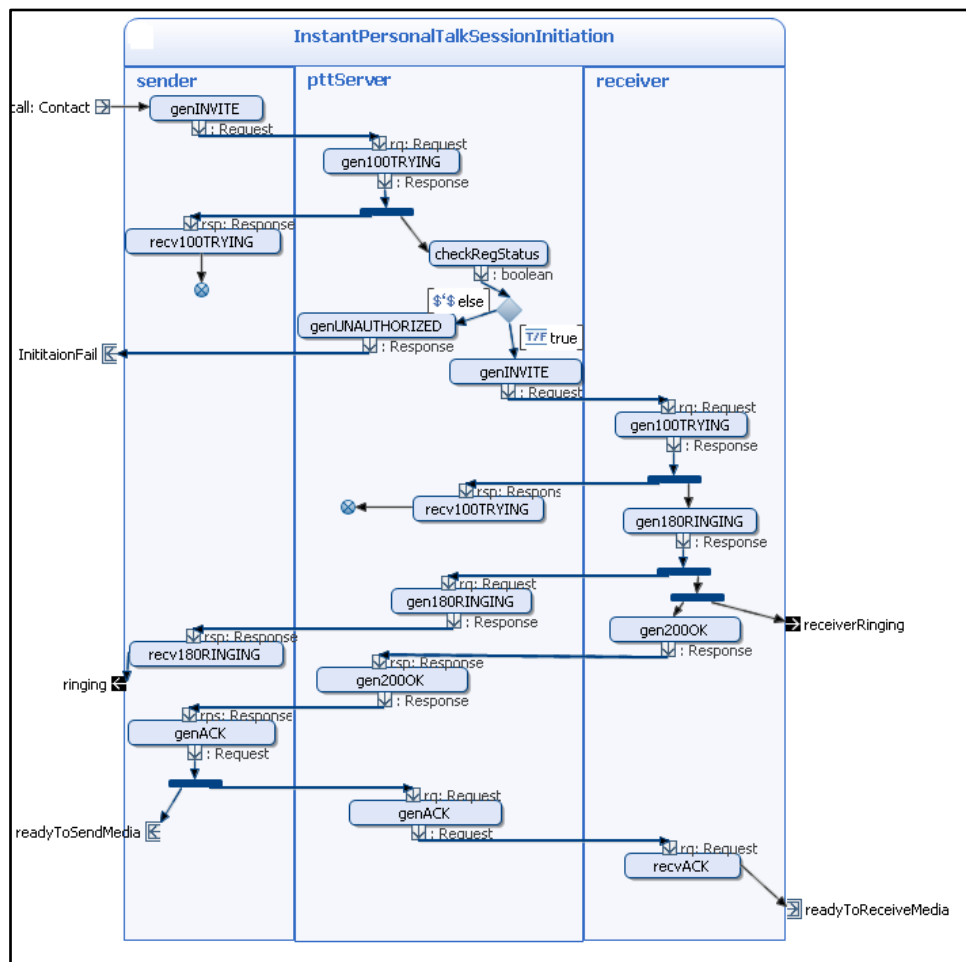 InstantPersonalTalkSessionInitiation
sender
pttServer
receiver
call: Contact
genINVITE
: Request
rq: Request
gen100TRYING
: Response
rsp: Response
recv100TRYING
checkRegStatus
: boolean
$'$ else
genUNAUTHORIZED
: Response
T/F true
InititaionFail
genINVITE
: Request
rq: Request
gen100TRYING
: Response
rsp: Respons
recv100TRYING
gen180RINGING
: Response
rq: Request
gen180RINGING
: Response
gen200OK
: Response
receiverRinging
rsp: Response
recv180RINGING
ringing
rsp: Response
gen200OK
: Response
rps: Response
genACK
: Request
readyToSendMedia
rq: Request
genACK
: Request
rq: Request
recvACK
readyToReceiveMedia